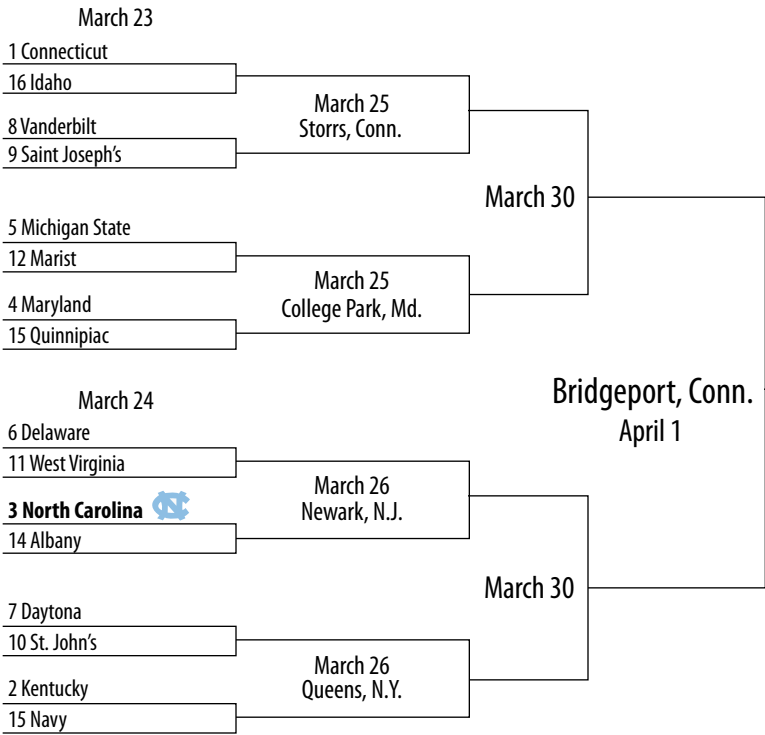 March 23
1 Connecticut
16 Idaho
March 25
Storrs, Conn.
8 Vanderbilt
9 Saint Joseph's
March 30
5 Michigan State
12 Marist
March 25
College Park, Md.
4 Maryland
15 Quinnipiac
Bridgeport, Conn.
April 1
March 24
6 Delaware
11 West Virginia
March 26
Newark, N.J.
3 North Carolina NC
14 Albany
March 30
7 Daytona
10 St. John's
March 26
Queens, N.Y.
2 Kentucky
15 Navy